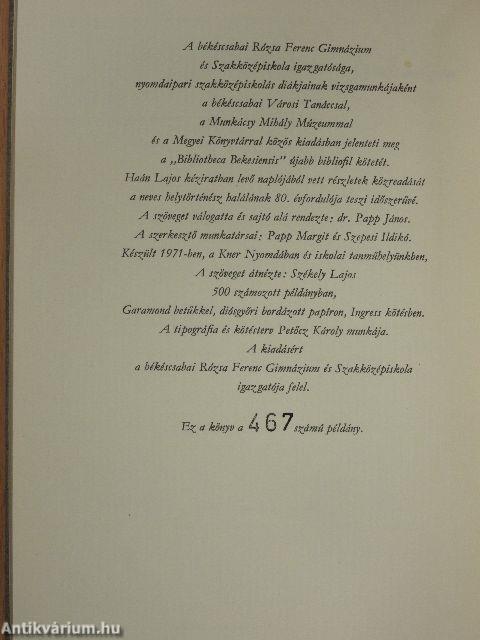 A békéscsabai Rózsa Ferenc Gimnázium
és Szakközépiskola igazgatósága,
nyomdaipari szakközépiskolás diákjainak vizsgamunkájaként
a békéscsabai Városi Tanáccsal,
a Munkácsy Mihály Múzeummal
és a Megyei Könyvtárral közös kiadásban jelenteti meg
a „Bibliotheca Bekesiensis" újabb bibliofil kötetét.
Haán Lajos kéziratban levő naplójából vett részletek közreadását
a neves helytörténész halálának 80. évfordulója teszi időszerűvé.
A szöveget válogatta és sajtó alá rendezte: dr. Papp János.
A szerkesztő munkatársai: Papp Margit és Szepesi Ildikó.
Készült 1971-ben, a Kner Nyomdában és iskolai tanműhelyünkben,
A szöveget átnézte: Székely Lajos
500 számozott példányban,
Garamond betűkkel, diósgyőri bordázott papíron, Ingress kötésben.
A tipográfia és kötésterv Petőcz Károly munkája.
A kiadásért
a békéscsabai Rózsa Ferenc Gimnázium és Szakközépiskola
igazgatója felel.
Ez a könyv a 467 számú példány.
Antikvárium.hu